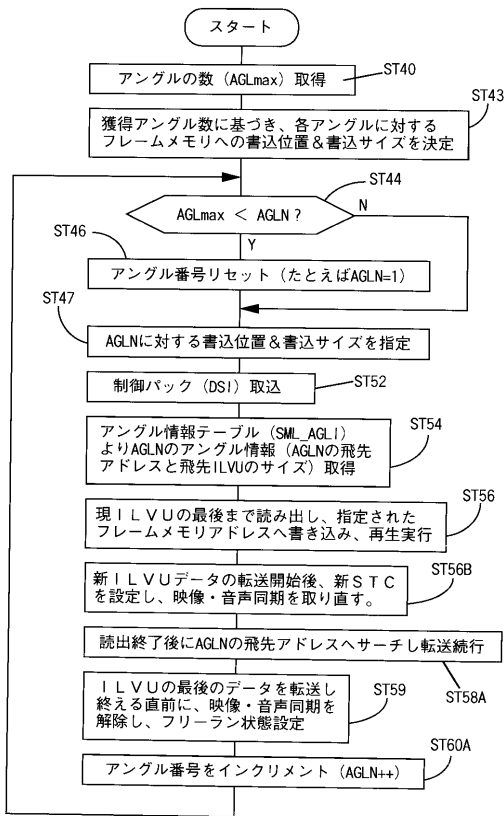 スタート
アングルの数（AGLmax）取得
ST40
獲得アングル数に基づき、各アングルに対する
フレームメモリへの書込位置＆書込サイズを決定
ST43
AGLmax ＜ AGLN？
ST44
N
Y
ST46
アングル番号リセット（たとえばAGLN=1）
ST47
AGLNに対する書込位置＆書込サイズを指定
制御パック（DSI）取込
ST52
アングル情報テーブル（SML_AGLI）
よりAGLNのアングル情報（AGLNの飛先
アドレスと飛先ILVUのサイズ）取得
ST54
現ＩＬＶＵの最後まで読み出し、指定された
フレームメモリアドレスへ書き込み、再生実行
ST56
新ＩＬＶＵデータの転送開始後、新ＳＴＣ
を設定し、映像・音声同期を取り直す。
ST56B
読出終了後にAGLNの飛先アドレスへサーチし転送続行
ST58A
ＩＬＶＵの最後のデータを転送し
終える直前に、映像・音声同期を
解除し、フリーラン状態設定
ST59
アングル番号をインクリメント（AGLN++）
ST60A